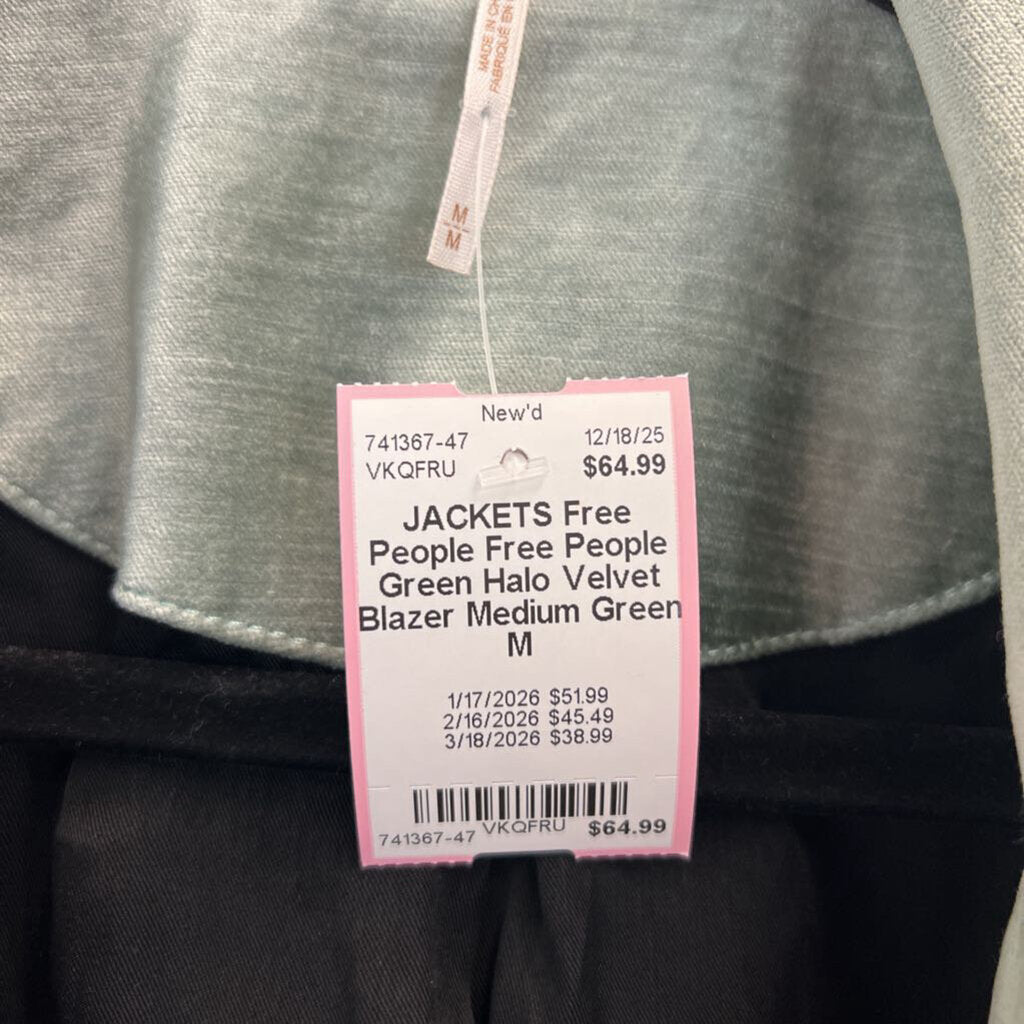 MADE IN CH
FABRIQUÉ EN
M
M
New'd
741367-47 12/18/25
VKQFRU $64.99
JACKETS Free
People Free People
Green Halo Velvet
Blazer Medium Green
M
1/17/2026 $51.99
2/16/2026 $45.49
3/18/2026 $38.99
741367-47 VKQFRU $64.99